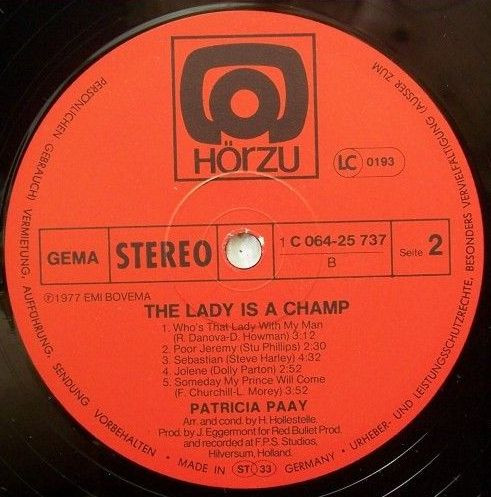 HÖRZU
LC 0193
GEMA STEREO
1 C 064-25 737
B
Seite 2
℗ 1977 EMI BOVEMA
THE LADY IS A CHAMP
1. Who's That Lady With My Man
(R. Danova-D. Howman) 3:12
2. Poor Jeremy (Stu Phillips) 2:30
3. Sebastian (Steve Harley) 4:32
4. Jolene (Dolly Parton) 2:52
5. Someday My Prince Will Come
(F. Churchill-L. Morey) 3:50
PATRICIA PAAY
Arr. and cond. by H. Hollestelle.
Prod. by J. Eggermont for Red Bullet Prod.
and recorded at F.P.S. Studios,
Hilversum, Holland.
MADE IN ST 33 GERMANY · URHEBER- UND LEISTUNGSSCHUTZRECHTE, BESONDERS VERVIELFÄLTIGUNG (AUSSER ZUM PERSÖNLICHEN GEBRAUCH) VERMIETUNG, AUFFÜHRUNG, SENDUNG VORBEHALTEN ·